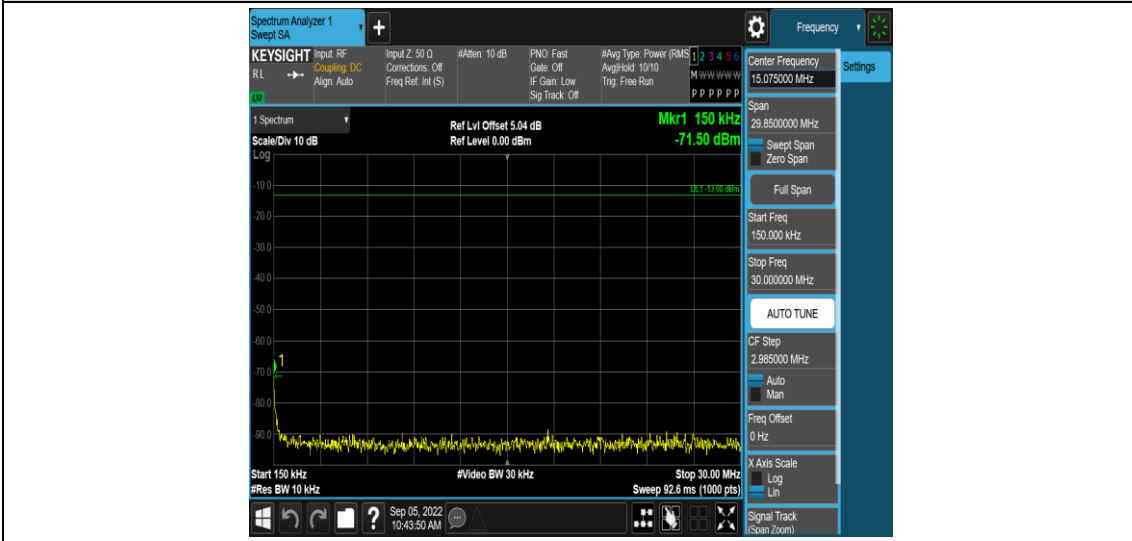 Spectrum Analyzer 1
Swept SA
+
Frequency
KEYSIGHT
RL
LW
Input: RF
Coupling: DC
Align: Auto
Input Z: 50 Ω
Corrections: Off
Freq Ref: Int (S)
#Atten: 10 dB
PNO: Fast
Gate: Off
IF Gain: Low
Sig Track: Off
#Avg Type: Power (RMS
Avg|Hold: 10/10
Trig: Free Run
1 2 3 4 5 6
M W W W W W
P P P P P P
1 Spectrum
Scale/Div 10 dB
Log
Ref Lvl Offset 5.04 dB
Ref Level 0.00 dBm
Mkr1 150 kHz
-71.50 dBm
DL1 -13.00 dBm
-10.0
-20.0
-30.0
-40.0
-50.0
-60.0
-70.0
-80.0
-90.0
1
Start 150 kHz
#Res BW 10 kHz
#Video BW 30 kHz
Stop 30.00 MHz
Sweep 92.6 ms (1000 pts)
Center Frequency
15.075000 MHz
Settings
Span
29.8500000 MHz
Swept Span
Zero Span
Full Span
Start Freq
150.000 kHz
Stop Freq
30.000000 MHz
AUTO TUNE
CF Step
2.985000 MHz
Auto
Man
Freq Offset
0 Hz
X Axis Scale
Log
Lin
Signal Track
(Span Zoom)
?
Sep 05, 2022
10:43:50 AM